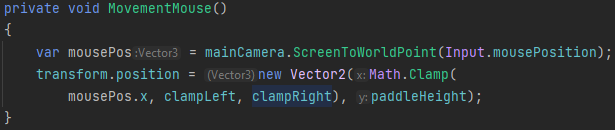 private void MovementMouse()
{
var mousePos :Vector3 = mainCamera.ScreenToWorldPoint(Input.mousePosition);
transform.position = (Vector3)new Vector2( x: Math.Clamp(
mousePos.x, clampLeft, clampRight), y: paddleHeight);
}